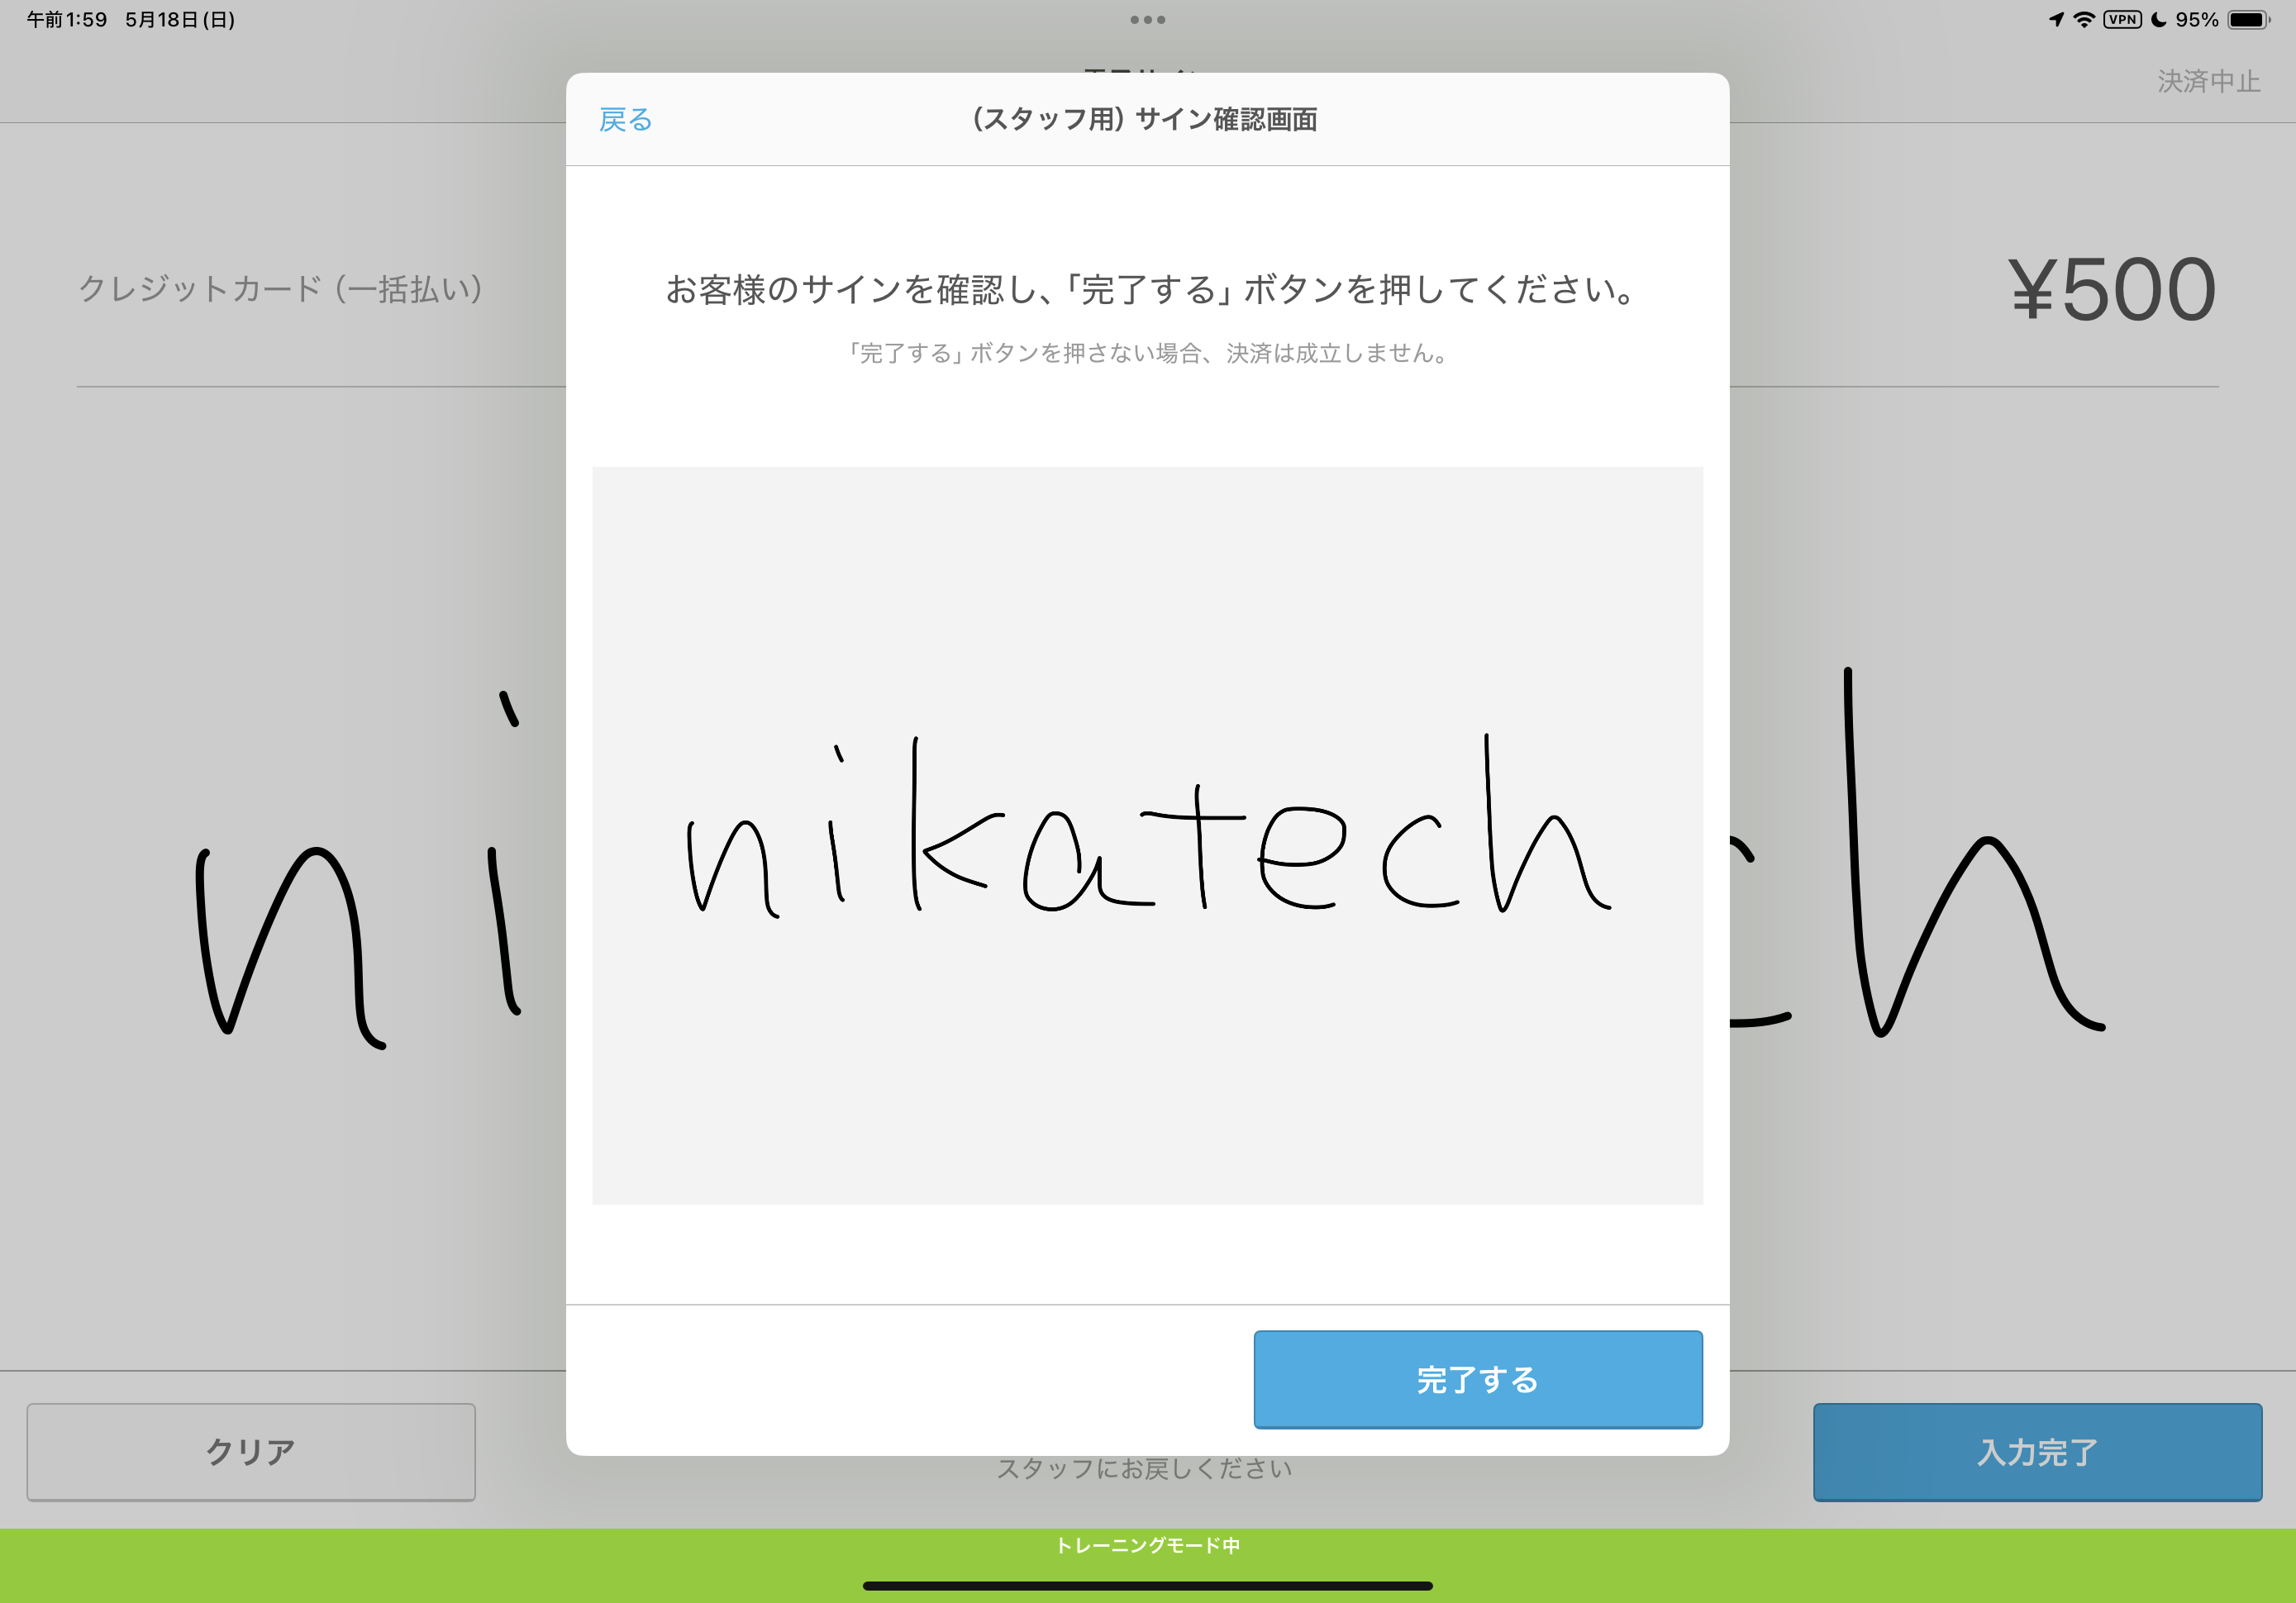 午前1:59 5月18日(日)
VPN 95%
決済中止
戻る
(スタッフ用) サイン確認画面
クレジットカード (一括払い)
¥500
お客様のサインを確認し、「完了する」ボタンを押してください。
「完了する」ボタンを押さない場合、決済は成立しません。
ni
nikatech
ch
完了する
クリア
スタッフにお戻しください
入力完了
トレーニングモード中